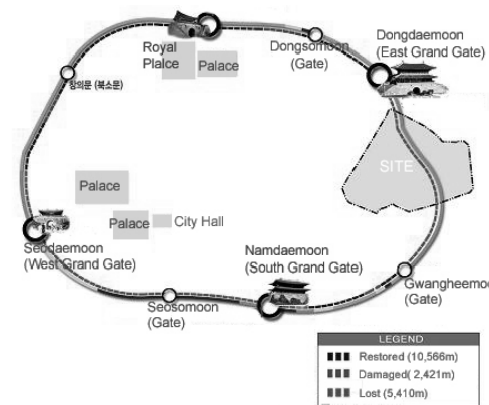 Royal
Plalce
Palace
Dongsomoon
(Gate)
Dongdaemoon
(East Grand Gate)
창의문 (북소문)
SITE
Palace
Palace
City Hall
Seodaemoon
(West Grand Gate)
Namdaemoon
(South Grand Gate)
Gwangheemoo
(Gate)
Seosomoon
(Gate)
LEGEND
Restored (10,566m)
Damaged( 2,421m)
Lost (5,410m)